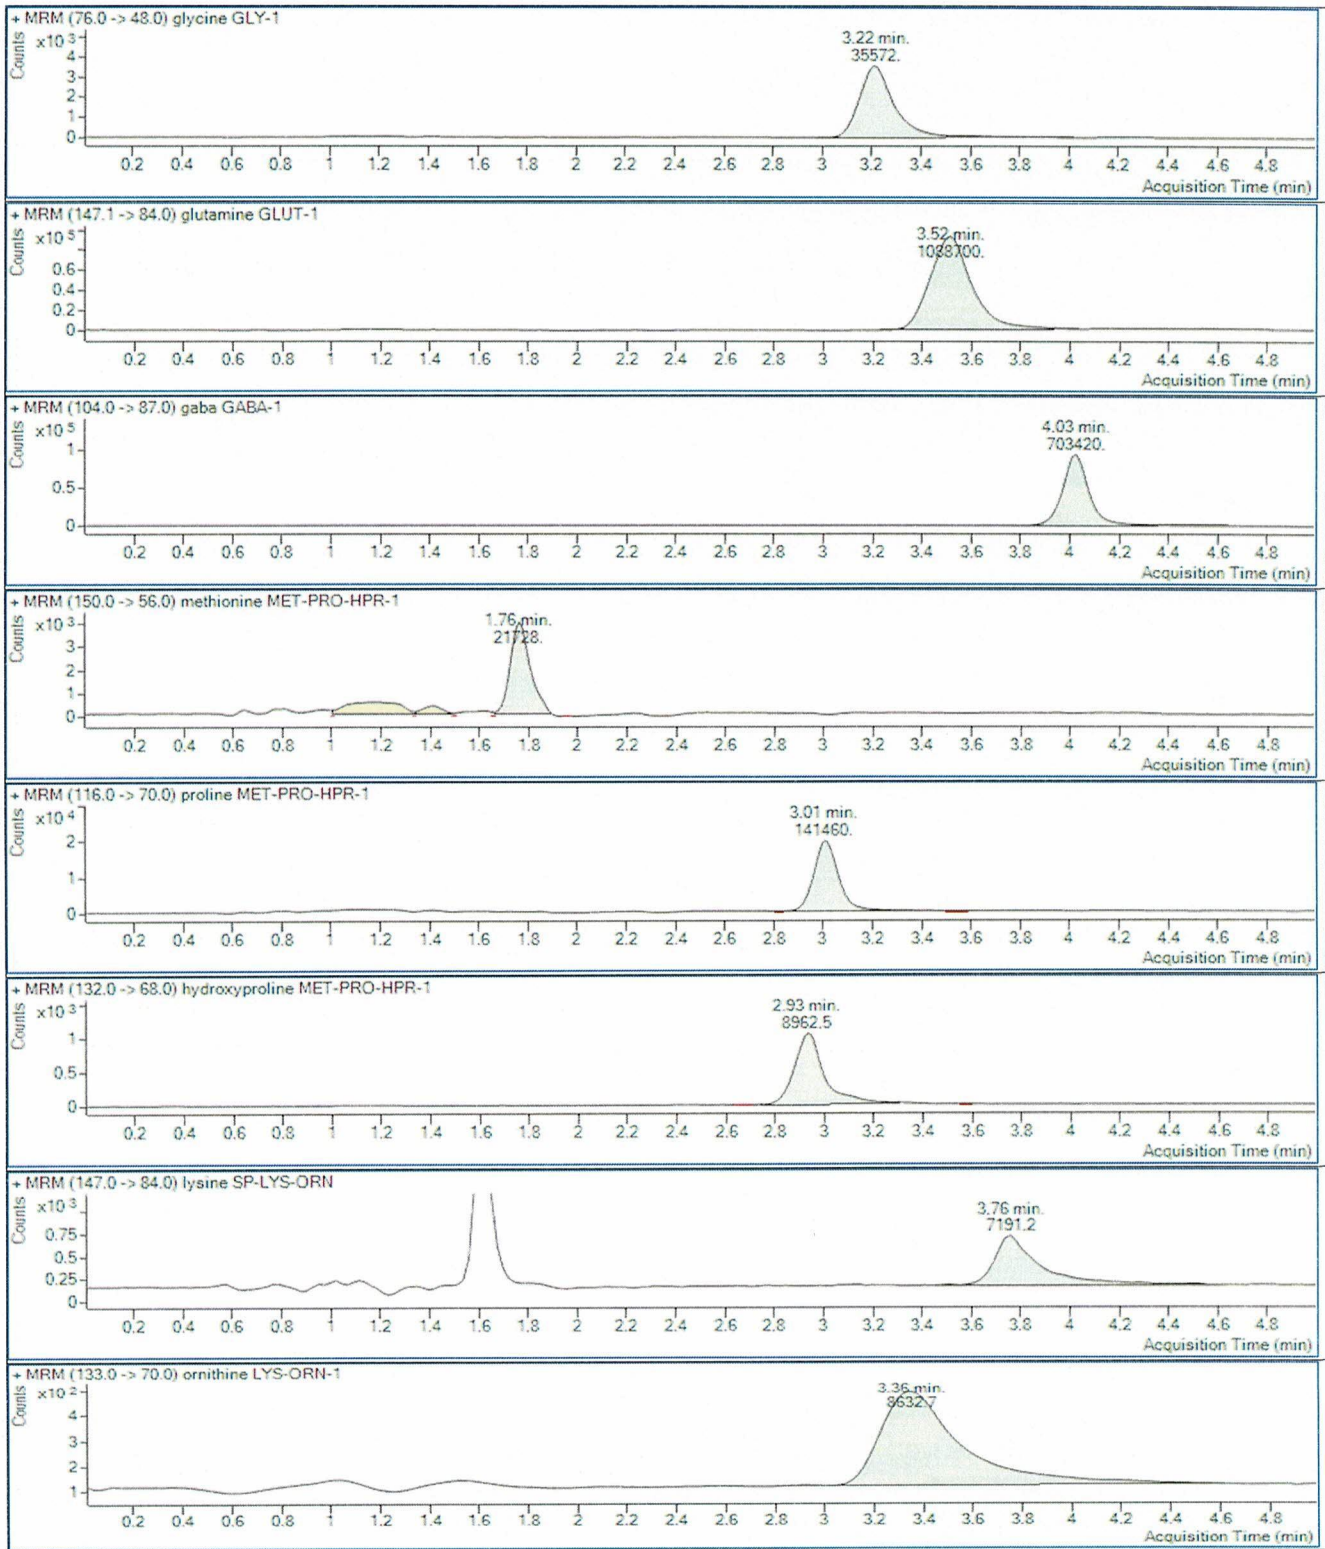 + MRM (76.0 -> 48.0) glycine GLY-1
Counts
x10 3
4
3
2
1
0
3.22 min.
35572.
0.2 0.4 0.6 0.8 1 1.2 1.4 1.6 1.8 2 2.2 2.4 2.6 2.8 3 3.2 3.4 3.6 3.8 4 4.2 4.4 4.6 4.8
Acquisition Time (min)
+ MRM (147.1 -> 84.0) glutamine GLUT-1
Counts
x10 5
0.6
0.4
0.2
0
3.52 min.
1088700.
0.2 0.4 0.6 0.8 1 1.2 1.4 1.6 1.8 2 2.2 2.4 2.6 2.8 3 3.2 3.4 3.6 3.8 4 4.2 4.4 4.6 4.8
Acquisition Time (min)
+ MRM (104.0 -> 87.0) gaba GABA-1
Counts
x10 5
1
0.5
0
4.03 min.
703420.
0.2 0.4 0.6 0.8 1 1.2 1.4 1.6 1.8 2 2.2 2.4 2.6 2.8 3 3.2 3.4 3.6 3.8 4 4.2 4.4 4.6 4.8
Acquisition Time (min)
+ MRM (150.0 -> 56.0) methionine MET-PRO-HPR-1
Counts
x10 3
3
2
1
0
1.76 min.
21728.
0.2 0.4 0.6 0.8 1 1.2 1.4 1.6 1.8 2 2.2 2.4 2.6 2.8 3 3.2 3.4 3.6 3.8 4 4.2 4.4 4.6 4.8
Acquisition Time (min)
+ MRM (116.0 -> 70.0) proline MET-PRO-HPR-1
Counts
x10 4
2
1
0
3.01 min.
141460.
0.2 0.4 0.6 0.8 1 1.2 1.4 1.6 1.8 2 2.2 2.4 2.6 2.8 3 3.2 3.4 3.6 3.8 4 4.2 4.4 4.6 4.8
Acquisition Time (min)
+ MRM (132.0 -> 68.0) hydroxyproline MET-PRO-HPR-1
Counts
x10 3
1
0.5
0
2.93 min.
8962.5
0.2 0.4 0.6 0.8 1 1.2 1.4 1.6 1.8 2 2.2 2.4 2.6 2.8 3 3.2 3.4 3.6 3.8 4 4.2 4.4 4.6 4.8
Acquisition Time (min)
+ MRM (147.0 -> 84.0) lysine SP-LYS-ORN
Counts
x10 3
0.75
0.5
0.25
0
3.76 min.
7191.2
0.2 0.4 0.6 0.8 1 1.2 1.4 1.6 1.8 2 2.2 2.4 2.6 2.8 3 3.2 3.4 3.6 3.8 4 4.2 4.4 4.6 4.8
Acquisition Time (min)
+ MRM (133.0 -> 70.0) ornithine LYS-ORN-1
Counts
x10 2
4
3
2
1
3.36 min.
8632.7
0.2 0.4 0.6 0.8 1 1.2 1.4 1.6 1.8 2 2.2 2.4 2.6 2.8 3 3.2 3.4 3.6 3.8 4 4.2 4.4 4.6 4.8
Acquisition Time (min)